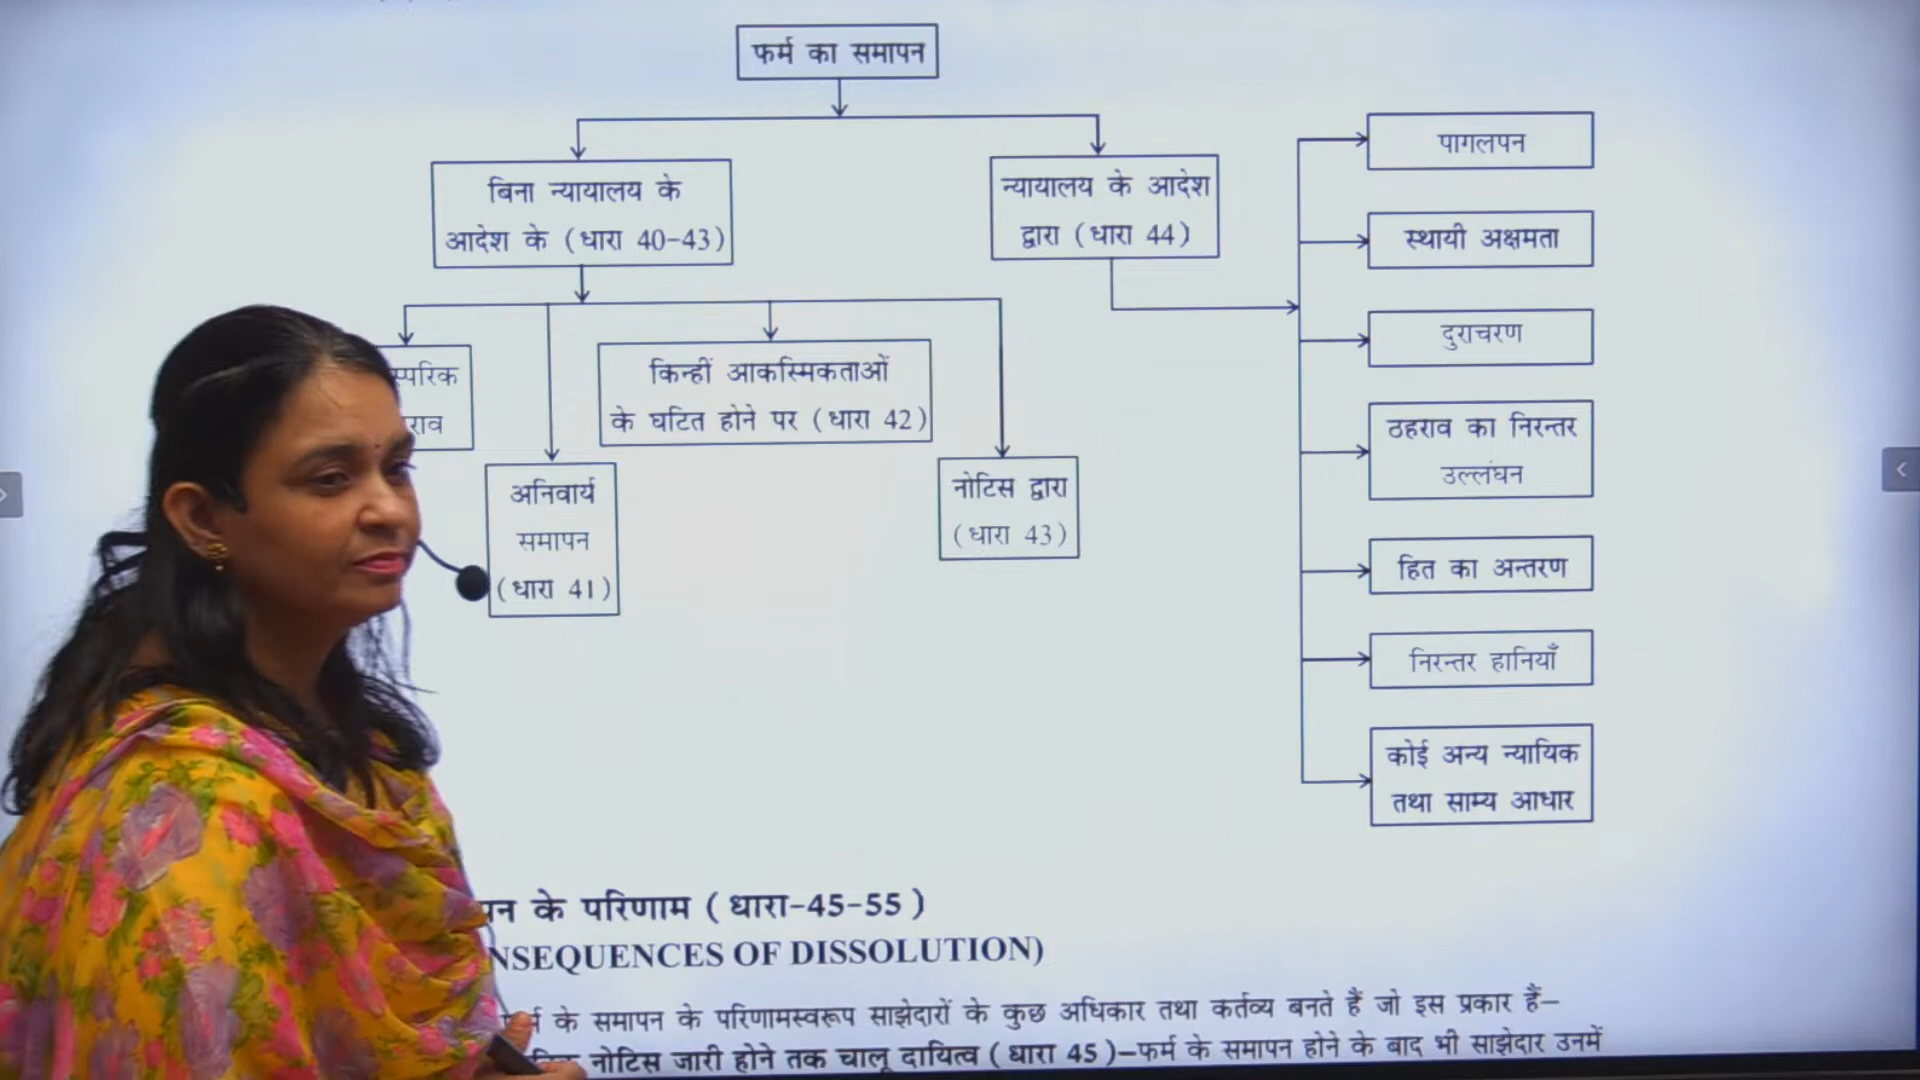 फर्म का समापन
बिना न्यायालय के
आदेश के (धारा 40-43)
न्यायालय के आदेश
द्वारा (धारा 44)
किन्हीं आकस्मिकताओं
के घटित होने पर (धारा 42)
अनिवार्य
समापन
(धारा 41)
नोटिस द्वारा
(धारा 43)
पागलपन
स्थायी अक्षमता
दुराचरण
ठहराव का निरन्तर
उल्लंघन
हित का अन्तरण
निरन्तर हानियाँ
कोई अन्य न्यायिक
तथा साम्य आधार
के परिणाम (धारा-45-55)
NSEQUENCES OF DISSOLUTION)
के समापन के परिणामस्वरूप साझेदारों के कुछ अधिकार तथा कर्तव्य बनते हैं जो इस प्रकार हैं—
नोटिस जारी होने तक चालू दायित्व (धारा 45)—फर्म के समापन होने के बाद भी साझेदार उनमें